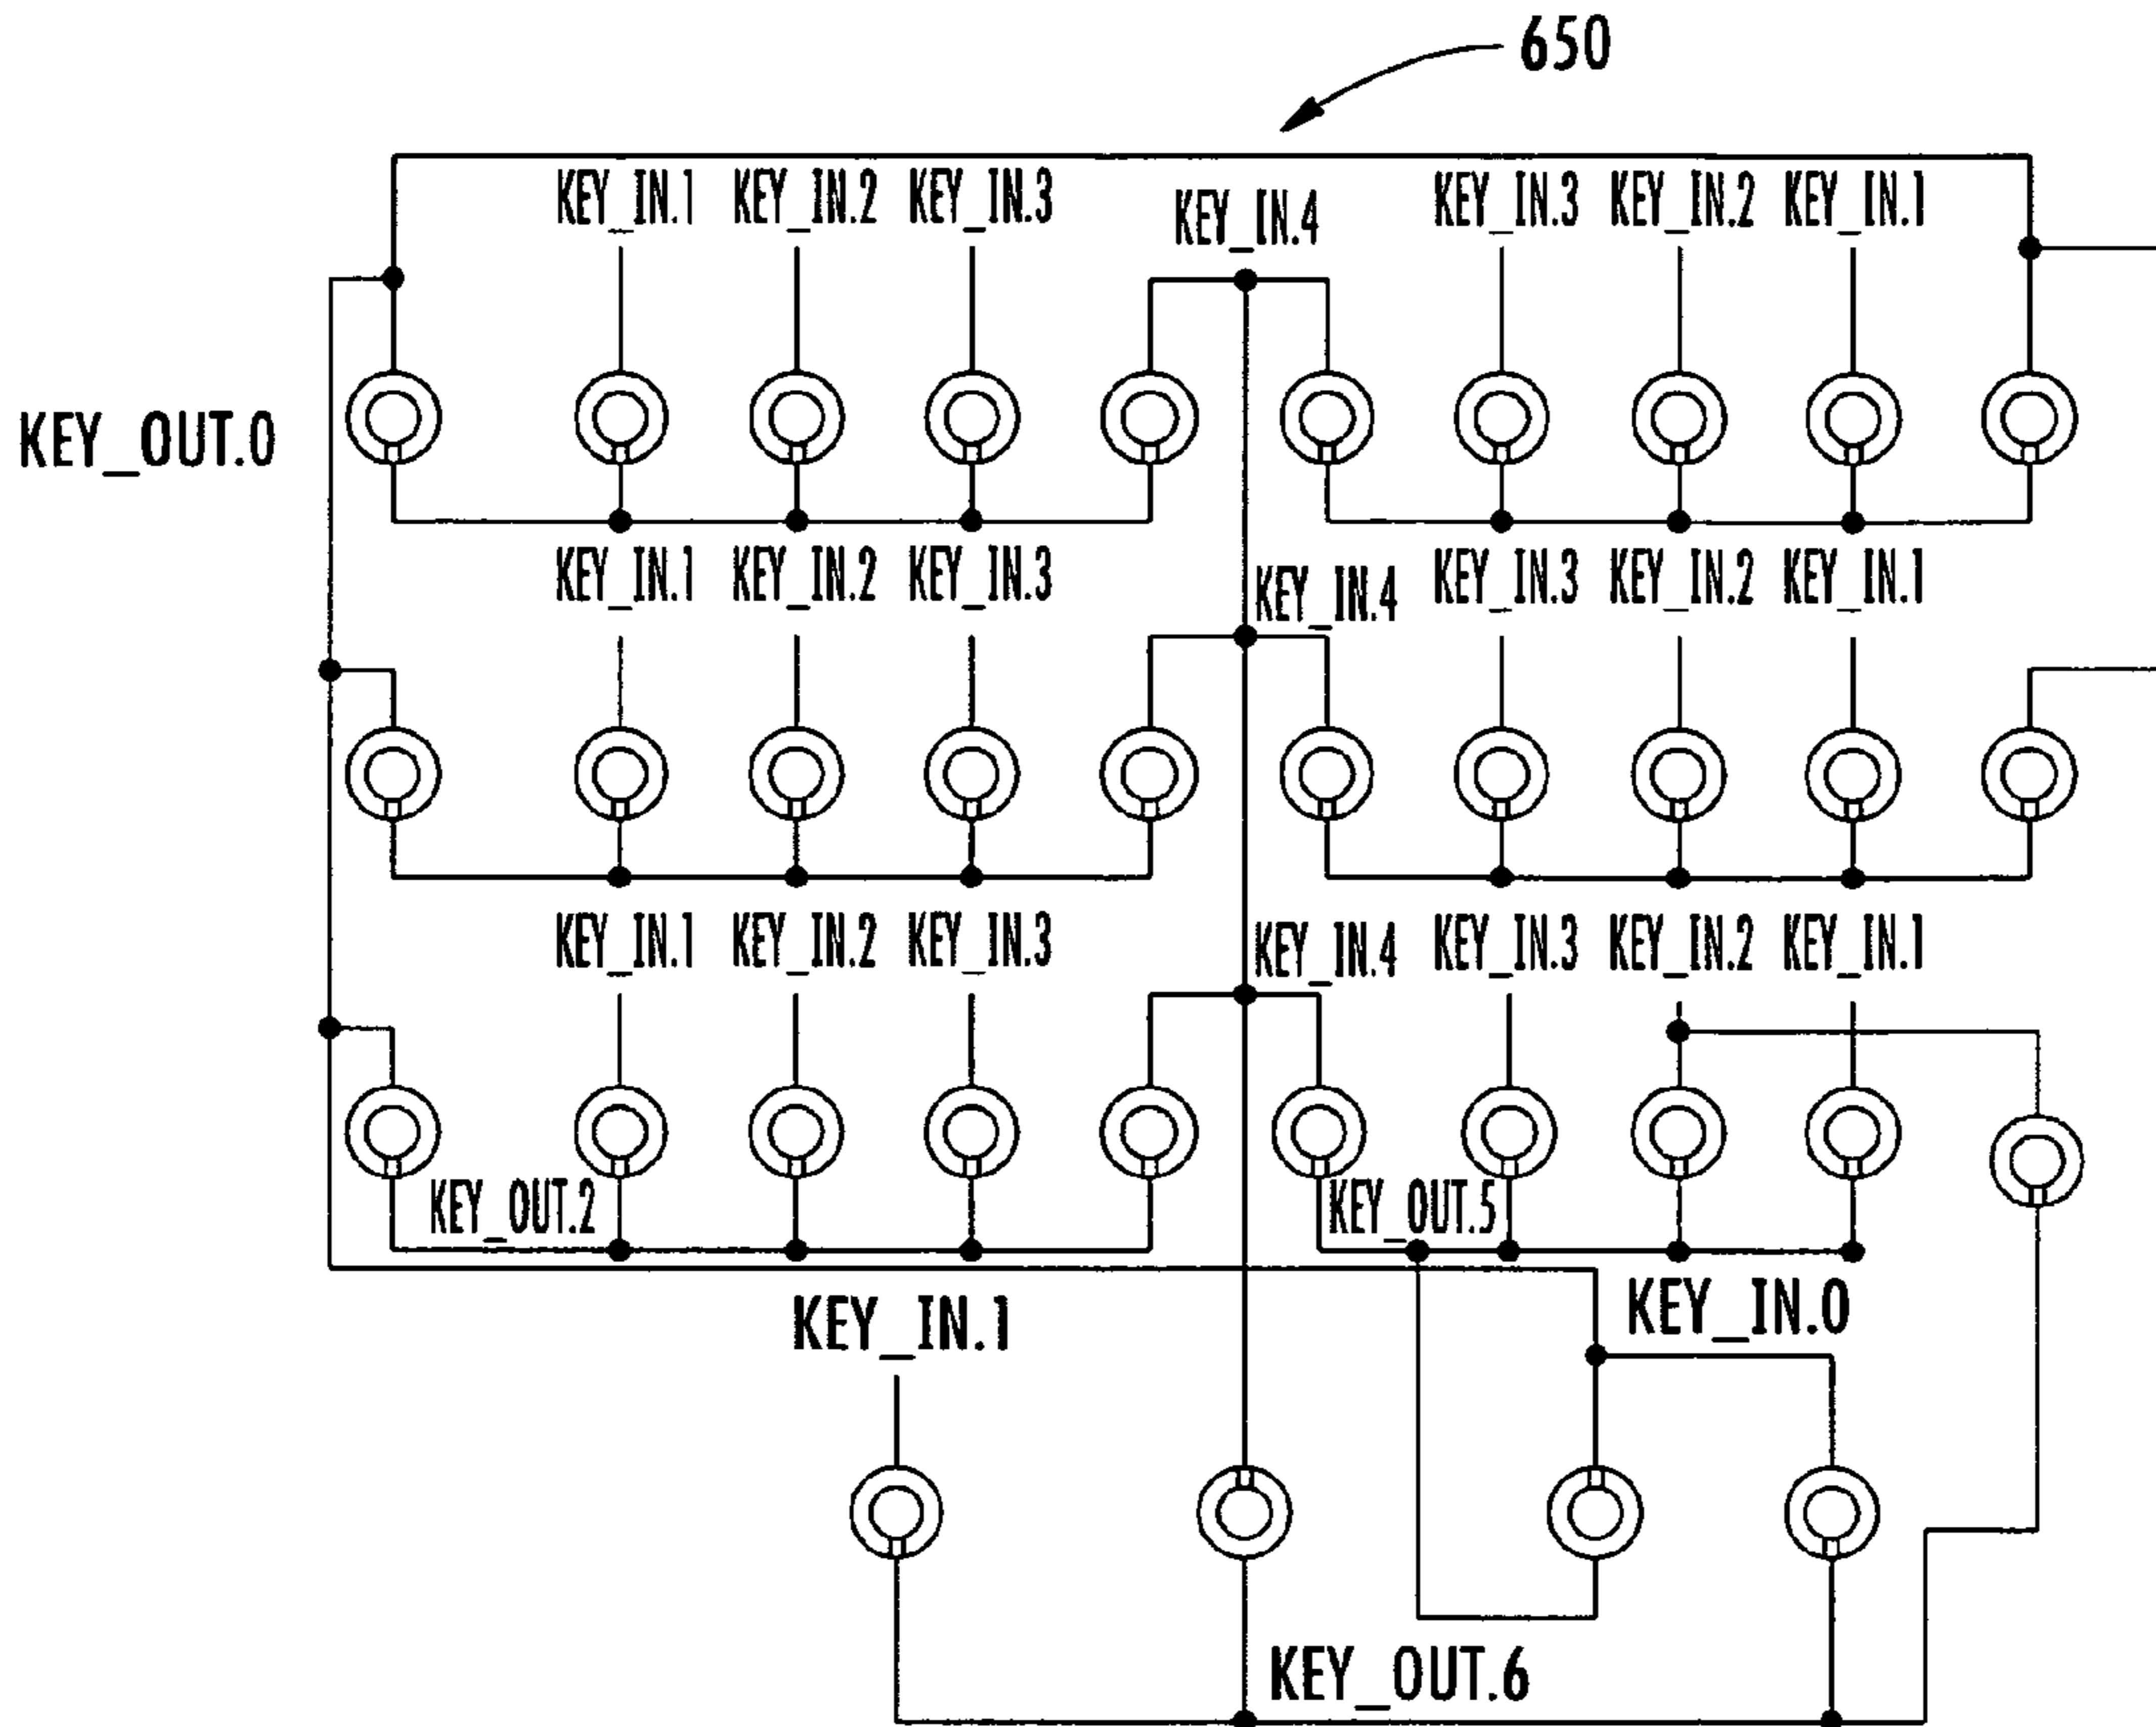 650
KEY_IN.1 KEY_IN.2 KEY_IN.3 KEY_IN.4 KEY_IN.3 KEY_IN.2 KEY_IN.1
KEY_OUT.0
KEY_IN.1 KEY_IN.2 KEY_IN.3 KEY_IN.4 KEY_IN.3 KEY_IN.2 KEY_IN.1
KEY_IN.1 KEY_IN.2 KEY_IN.3 KEY_IN.4 KEY_IN.3 KEY_IN.2 KEY_IN.1
KEY_OUT.2 KEY_OUT.5
KEY_IN.1 KEY_IN.0
KEY_OUT.6